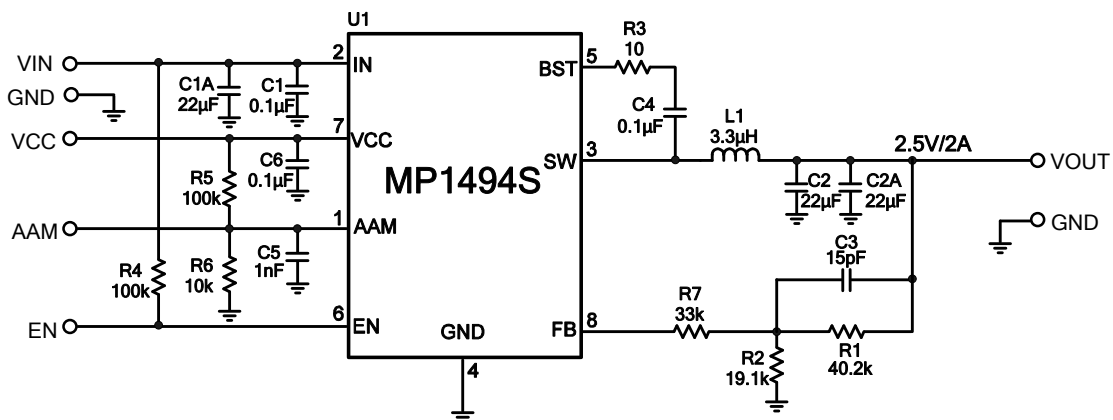 U1
VIN
2
IN
GND
C1A
22µF
C1
0.1µF
VCC
7
VCC
R5
100k
C6
0.1µF
AAM
1
AAM
R4
100k
R6
10k
C5
1nF
EN
6
EN
MP1494S
GND
4
BST
5
R3
10
C4
0.1µF
SW
3
L1
3.3µH
2.5V/2A
VOUT
C2
22µF
C2A
22µF
GND
C3
15pF
FB
8
R7
33k
R2
19.1k
R1
40.2k